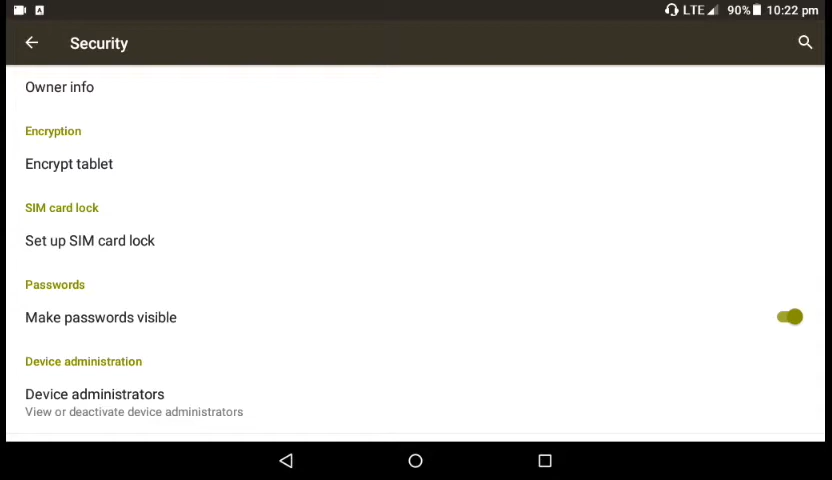 LTE 90% 10:22 pm
Security
Owner info
Encryption
Encrypt tablet
SIM card lock
Set up SIM card lock
Passwords
Make passwords visible
Device administration
Device administrators
View or deactivate device administrators